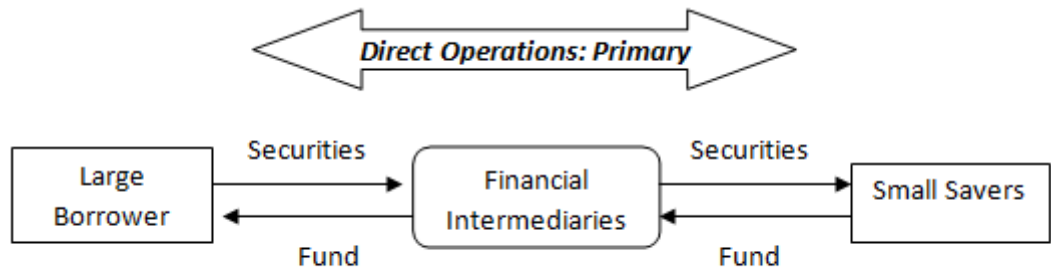 Direct Operations: Primary
Securities
Securities
Large
Borrower
Financial
Intermediaries
Small Savers
Fund
Fund